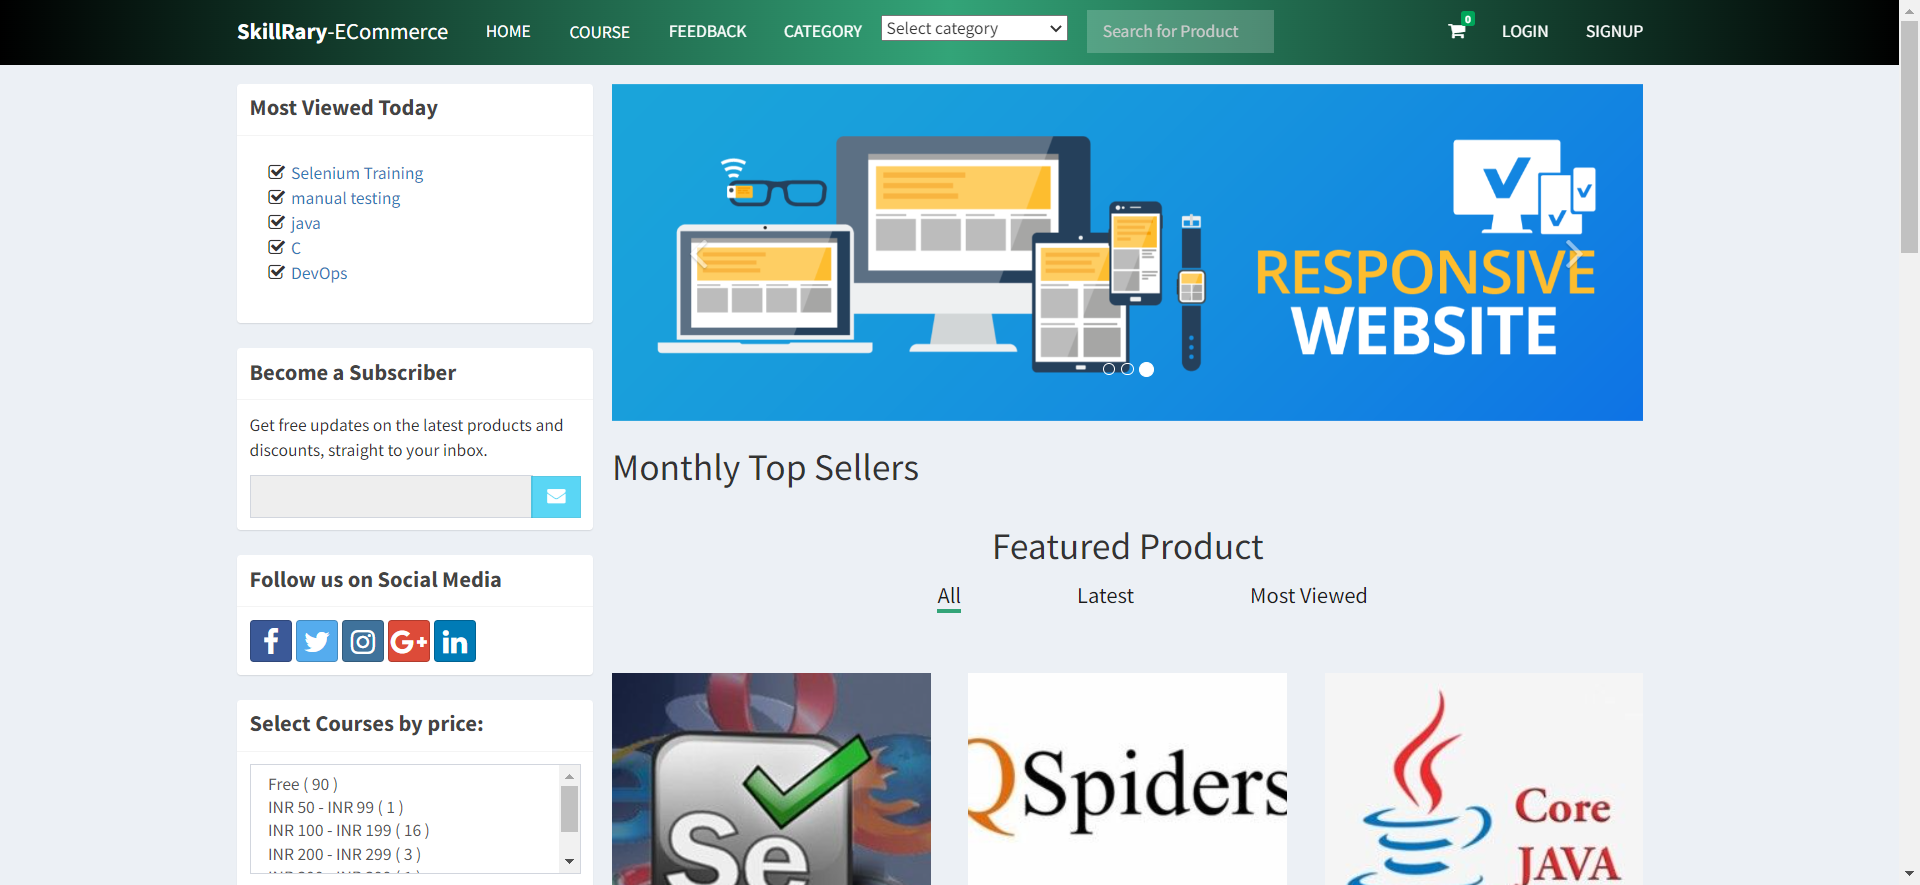 SkillRary-ECommerce HOME COURSE FEEDBACK CATEGORY Select category Search for Product 0 LOGIN SIGNUP
Most Viewed Today
Selenium Training
manual testing
java
C
DevOps
Become a Subscriber
Get free updates on the latest products and
discounts, straight to your inbox.
Follow us on Social Media
Select Courses by price:
Free ( 90 )
INR 50 - INR 99 ( 1 )
INR 100 - INR 199 ( 16 )
INR 200 - INR 299 ( 3 )
RESPONSIVE
WEBSITE
Monthly Top Sellers
Featured Product
All Latest Most Viewed
Se
QSpiders
Core
JAVA